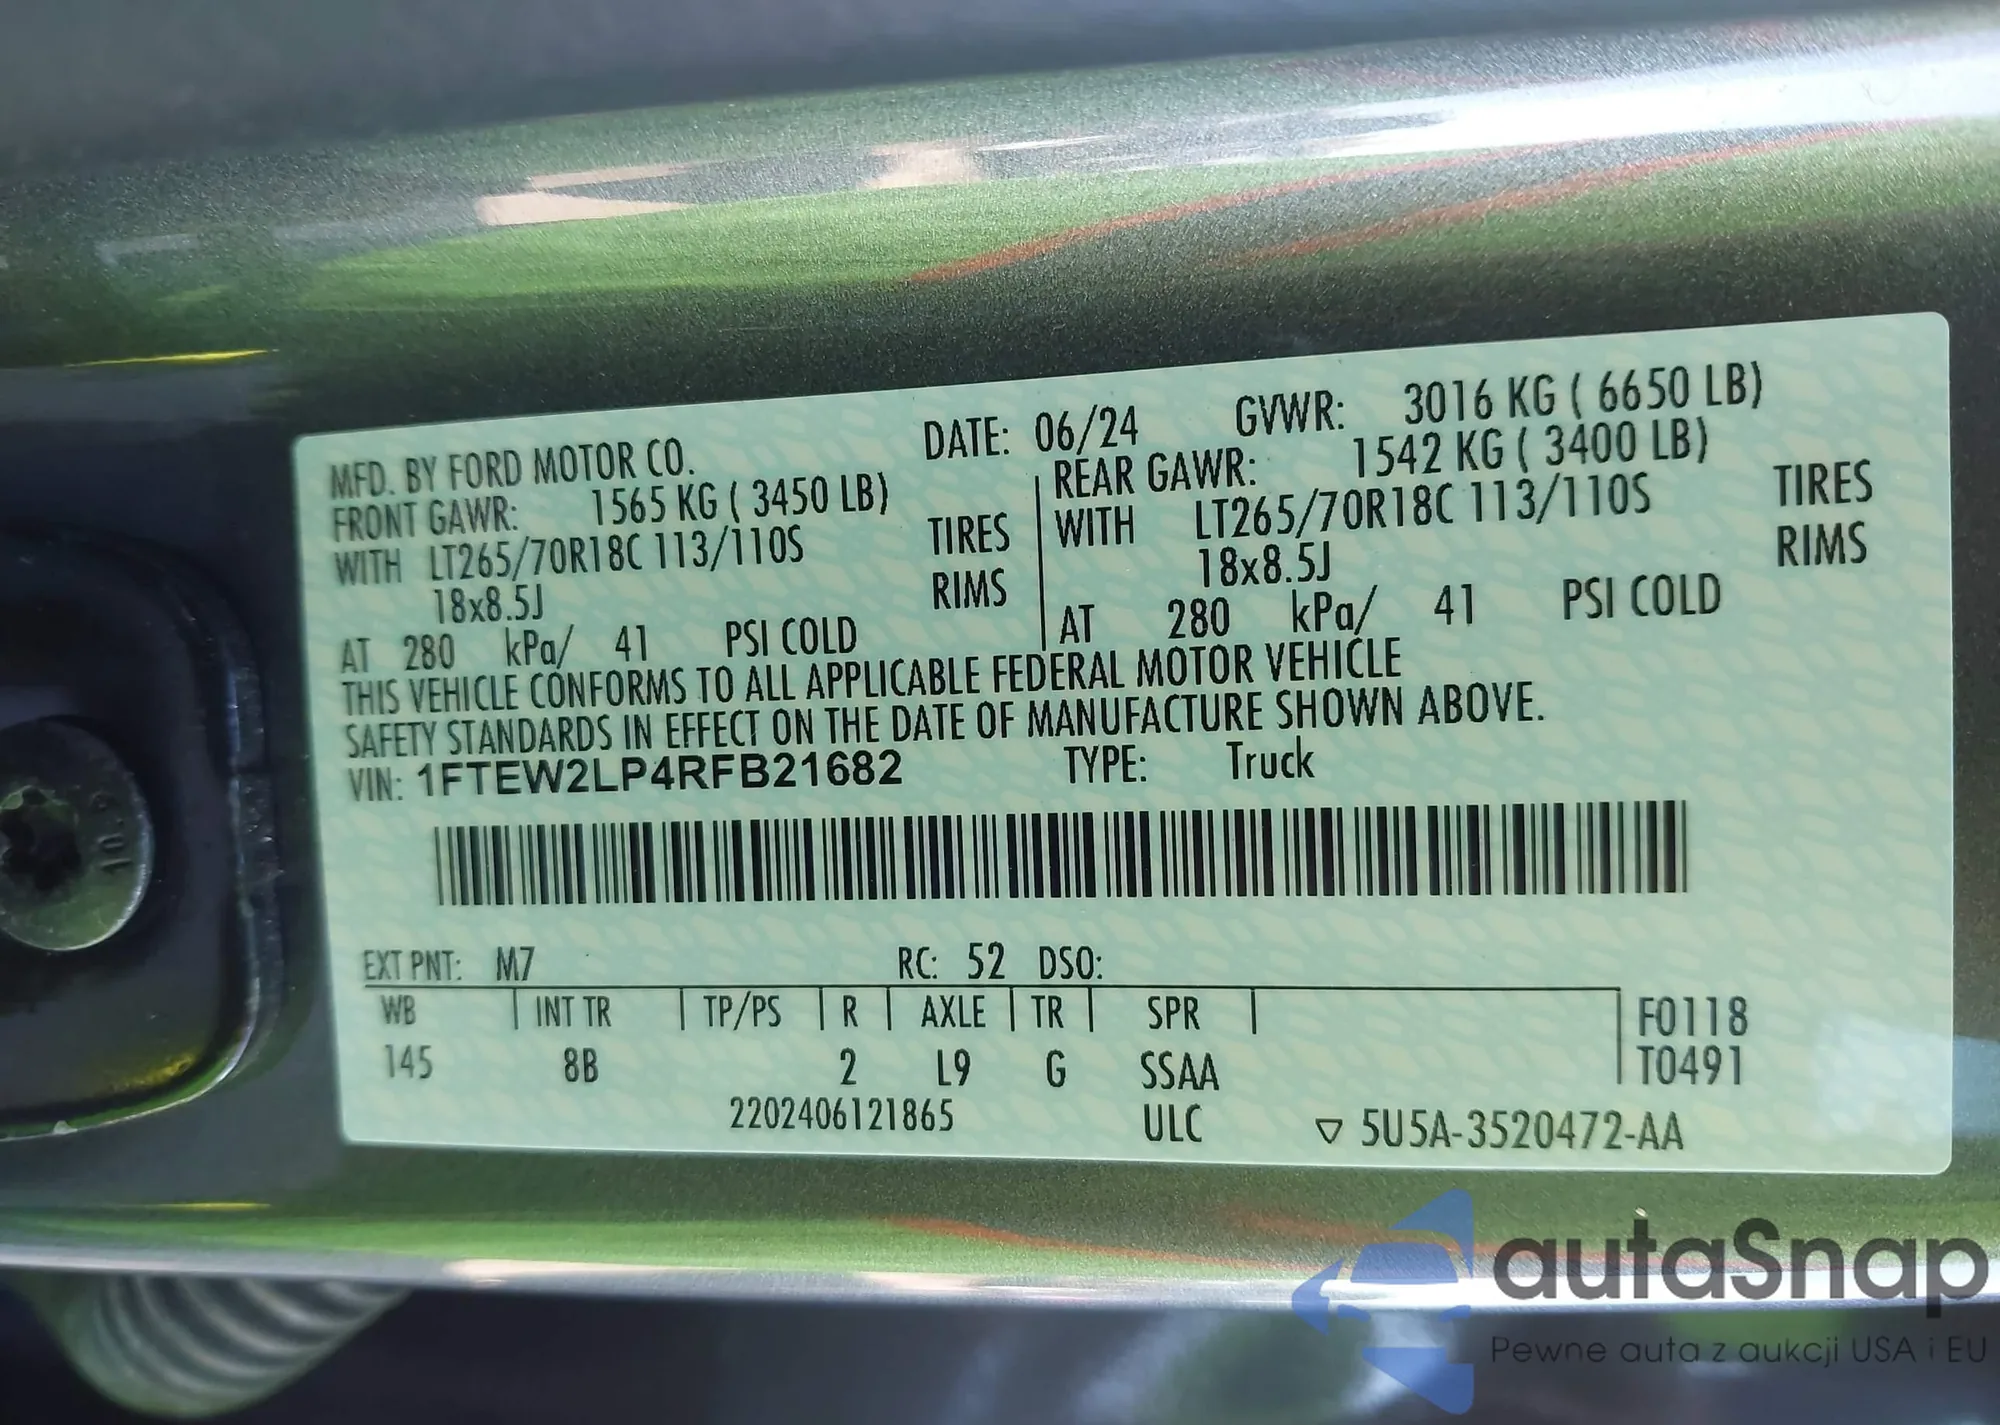 MFD. BY FORD MOTOR CO. DATE: 06/24 GVWR: 3016 KG ( 6650 LB)
FRONT GAWR: 1565 KG ( 3450 LB) REAR GAWR: 1542 KG ( 3400 LB)
WITH LT265/70R18C 113/110S TIRES WITH LT265/70R18C 113/110S TIRES
18x8.5J RIMS 18x8.5J RIMS
AT 280 kPa/ 41 PSI COLD AT 280 kPa/ 41 PSI COLD
THIS VEHICLE CONFORMS TO ALL APPLICABLE FEDERAL MOTOR VEHICLE
SAFETY STANDARDS IN EFFECT ON THE DATE OF MANUFACTURE SHOWN ABOVE.
VIN: 1FTEW2LP4RFB21682 TYPE: Truck
EXT PNT: M7 RC: 52 DSO:
WB INT TR TP/PS R AXLE TR SPR F0118
145 8B 2 L9 G SSAA T0491
2202406121865 ULC ▽ 5U5A-3520472-AA
10.9
autaSnap
Pewne auta z aukcji USA i EU